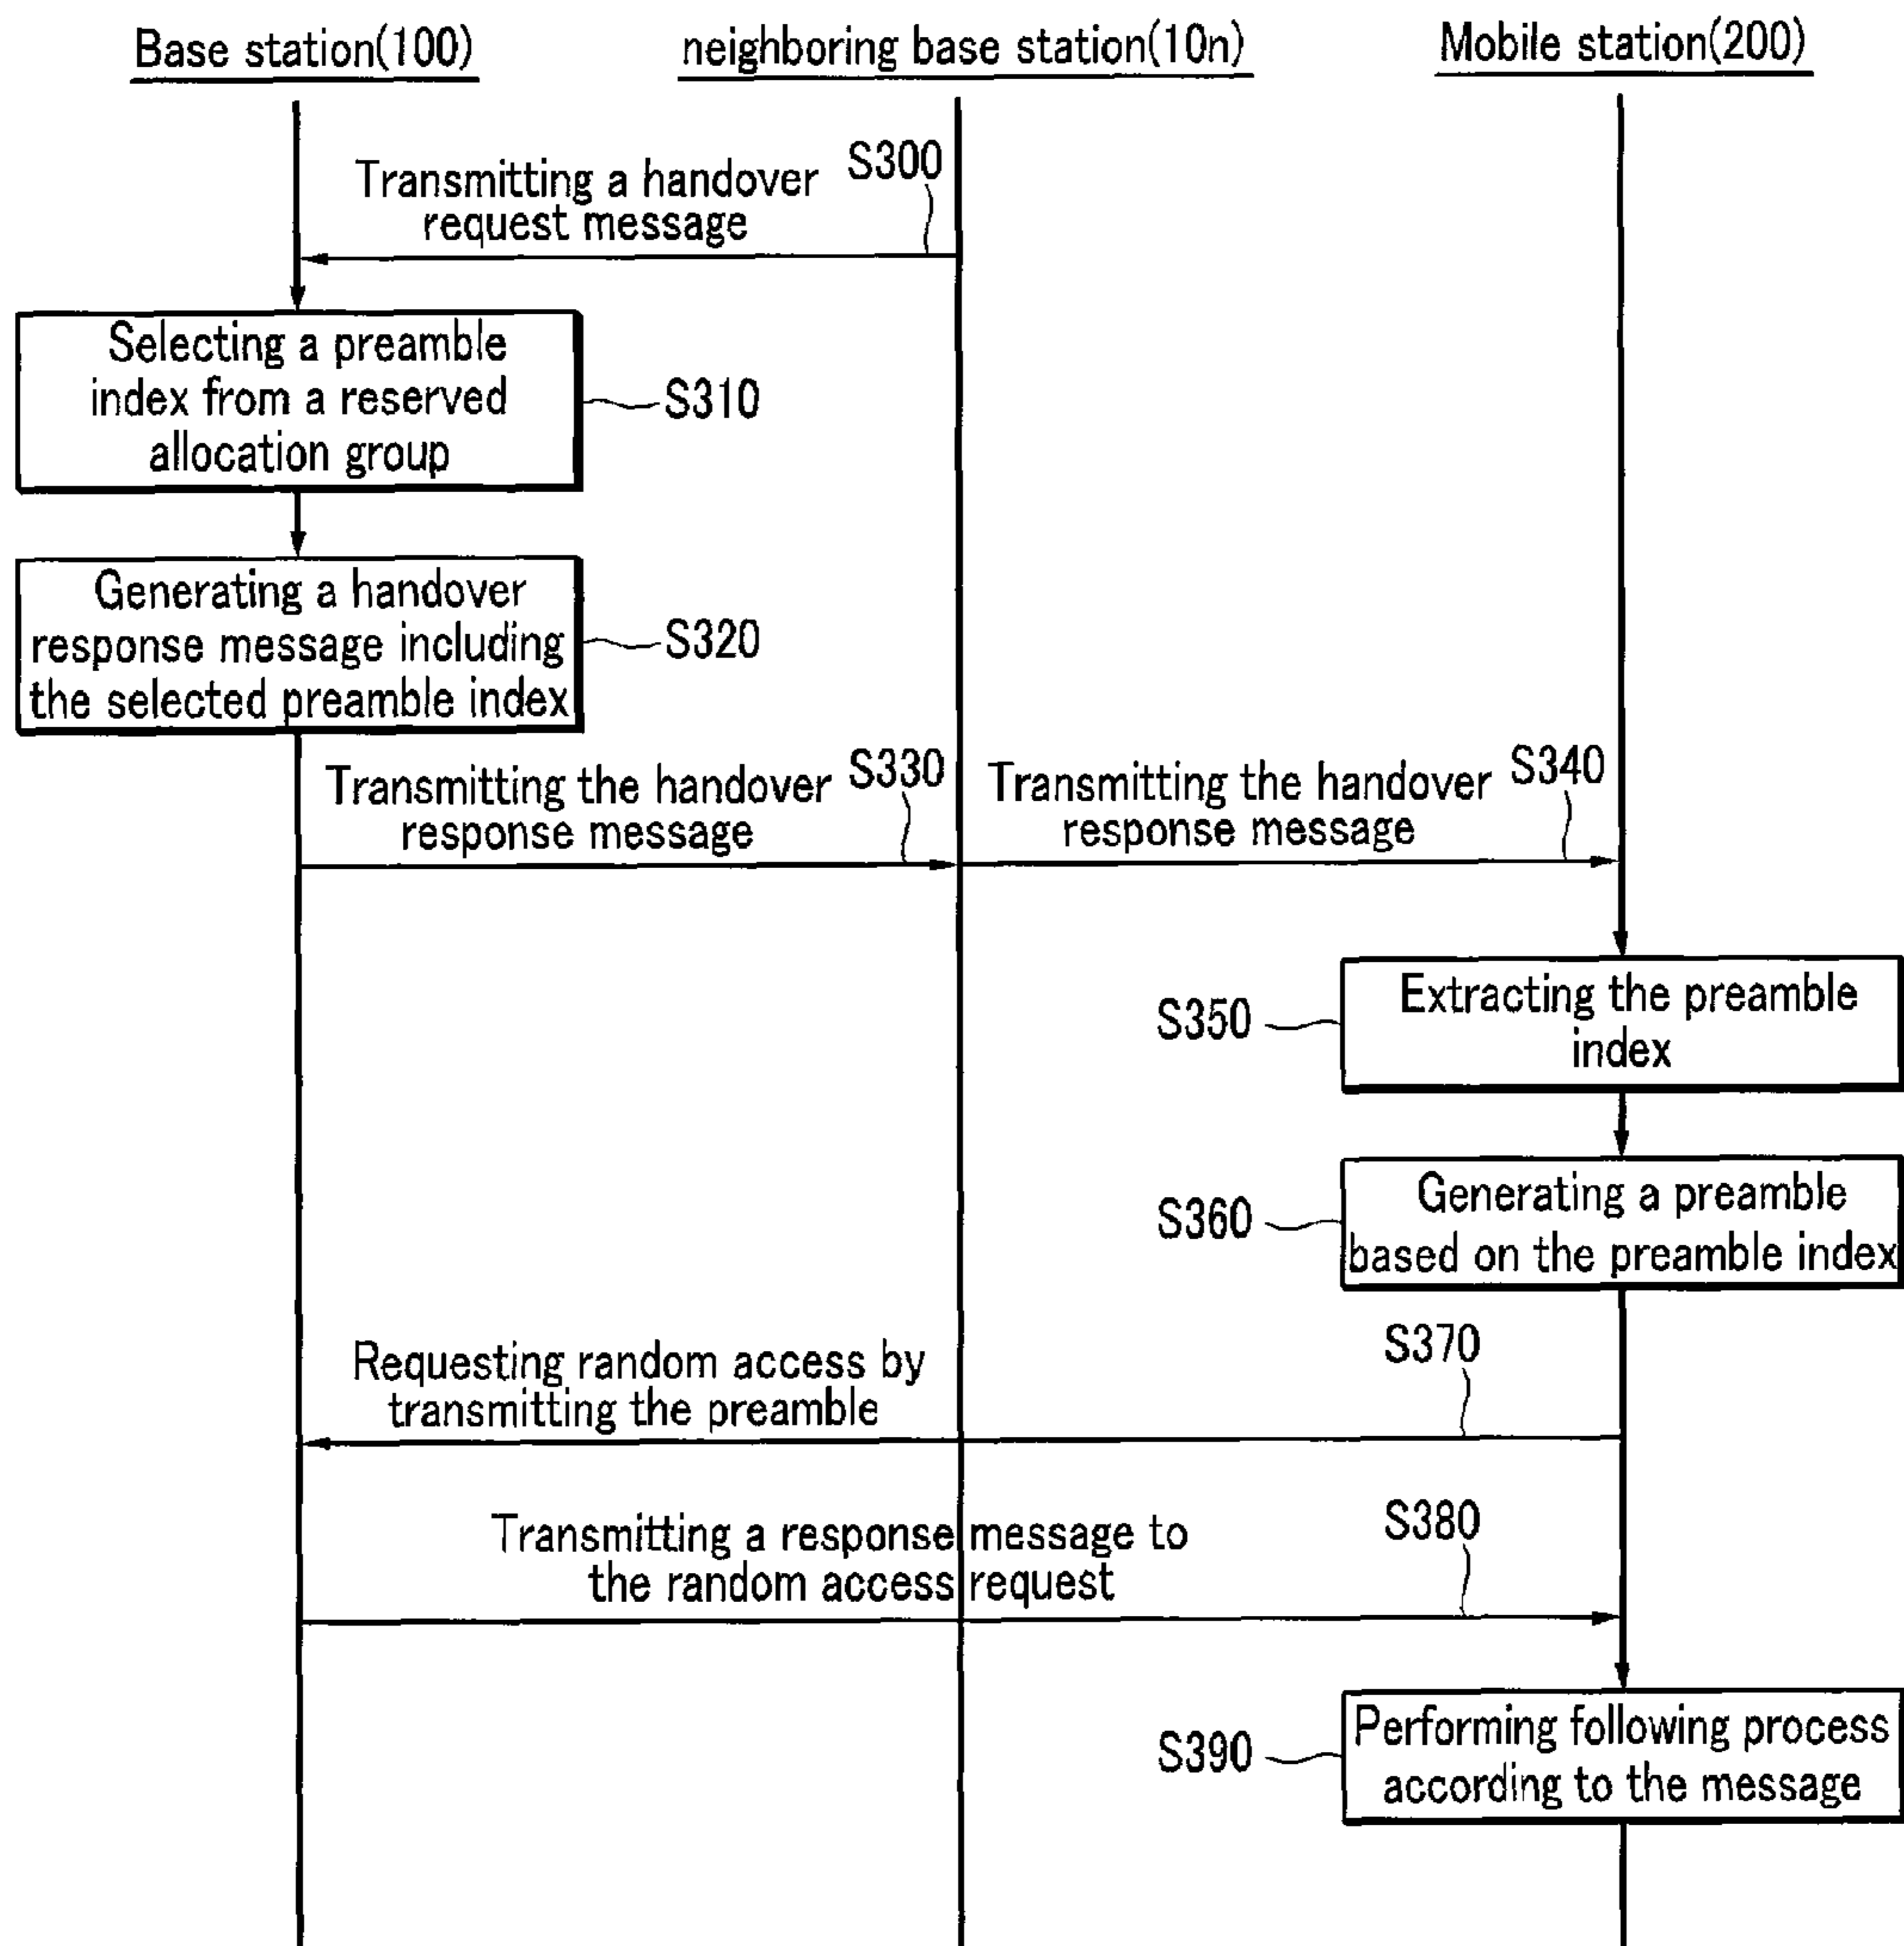 Base station(100)
neighboring base station(10n)
Mobile station(200)
Transmitting a handover
request message
S300
Selecting a preamble
index from a reserved
allocation group
S310
Generating a handover
response message including
the selected preamble index
S320
Transmitting the handover
response message
S330
Transmitting the handover
response message
S340
Extracting the preamble
index
S350
Generating a preamble
based on the preamble index
S360
Requesting random access by
transmitting the preamble
S370
Transmitting a response message to
the random access request
S380
Performing following process
according to the message
S390